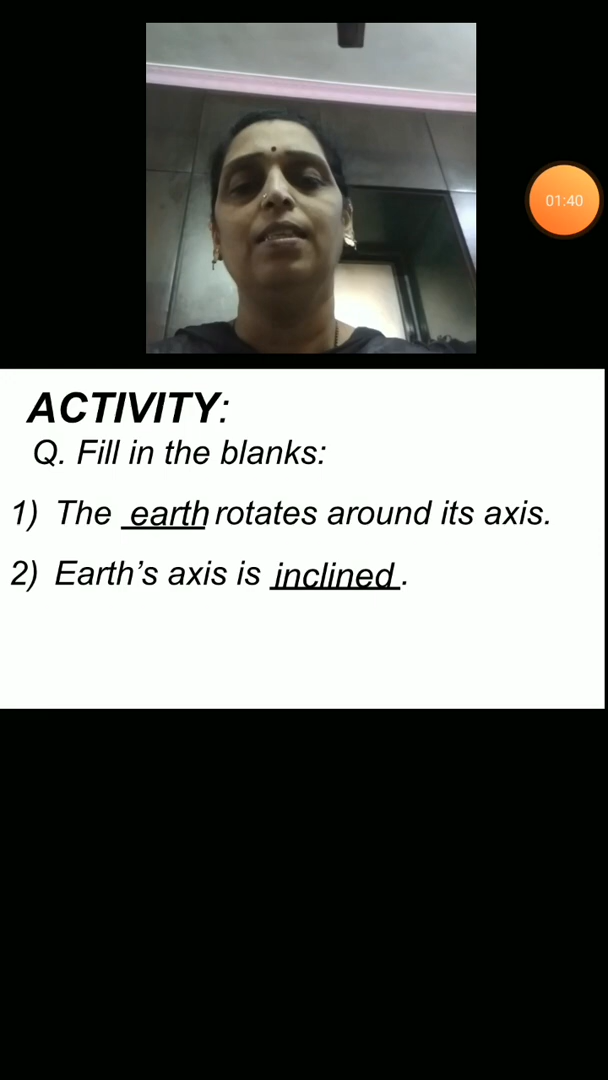 01:40
ACTIVITY:
Q. Fill in the blanks:
1) The earth rotates around its axis.
2) Earth’s axis is inclined.